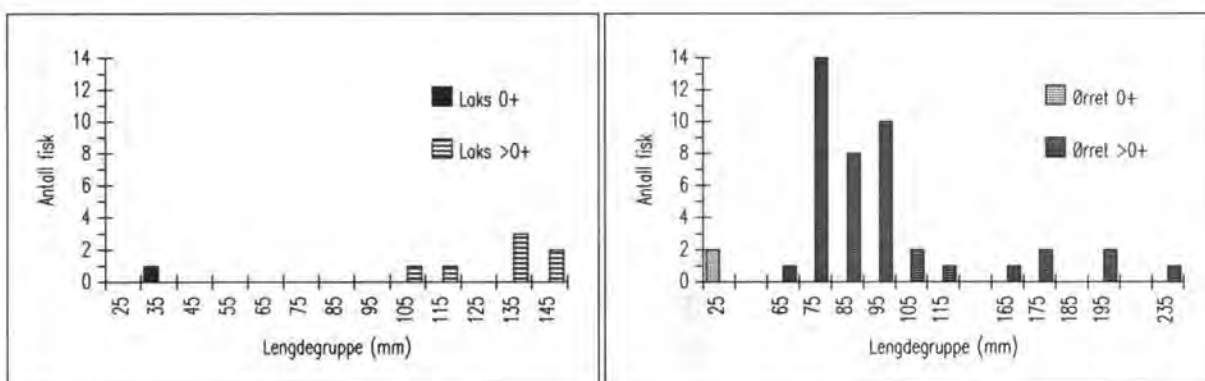 14
12
10
8
6
4
2
0
Antall fisk
Laks 0+
Laks >0+
25 35 45 55 65 75 85 95 105 115 135 145
Lengdegruppe (mm)
14
12
10
8
6
4
2
0
Antall fisk
Ørret 0+
Ørret >0+
25 65 75 85 95 105 115 165 175 185 195 235
Lengdegruppe (mm)